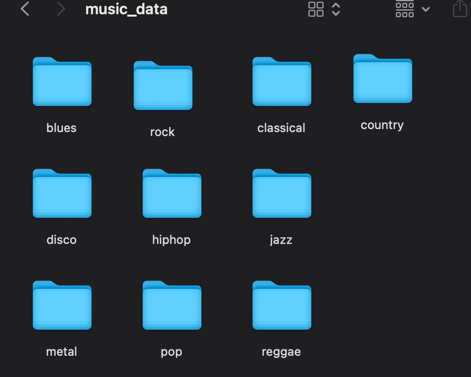 music_data
blues
rock
classical
country
disco
hiphop
jazz
metal
pop
reggae